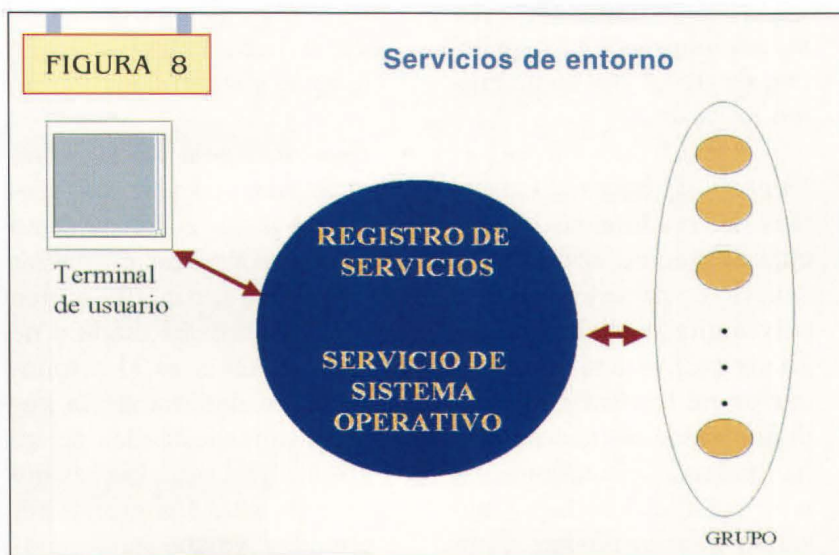 FIGURA 8
Servicios de entorno
Terminal
de usuario
REGISTRO DE
SERVICIOS
SERVICIO DE
SISTEMA
OPERATIVO
GRUPO